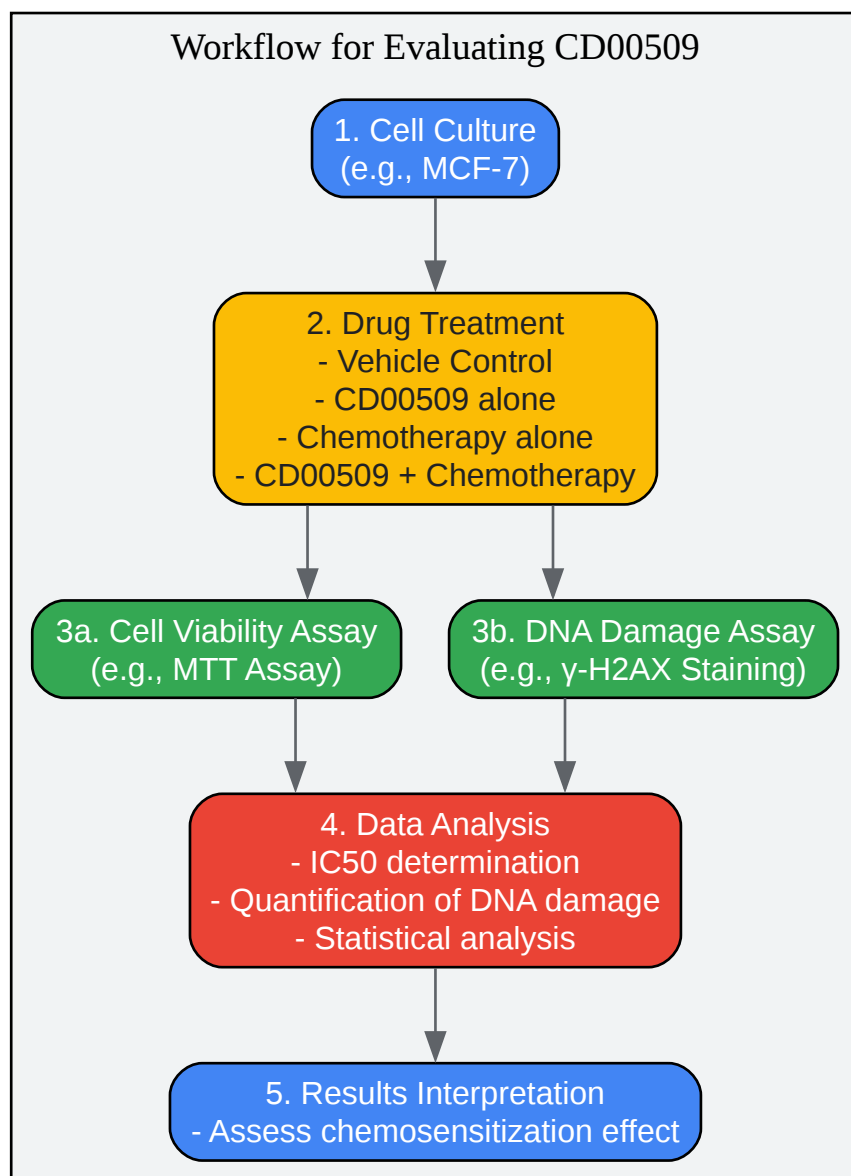 Workflow for Evaluating CD00509
1. Cell Culture
(e.g., MCF-7)
2. Drug Treatment
- Vehicle Control
- CD00509 alone
- Chemotherapy alone
- CD00509 + Chemotherapy
3a. Cell Viability Assay
(e.g., MTT Assay)
3b. DNA Damage Assay
(e.g., γ-H2AX Staining)
4. Data Analysis
- IC50 determination
- Quantification of DNA damage
- Statistical analysis
5. Results Interpretation
- Assess chemosensitization effect